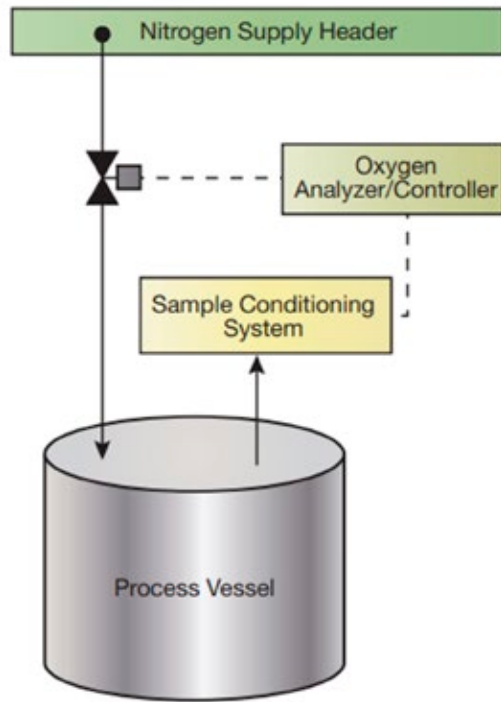 Nitrogen Supply Header
Oxygen
Analyzer/Controller
Sample Conditioning
System
Process Vessel